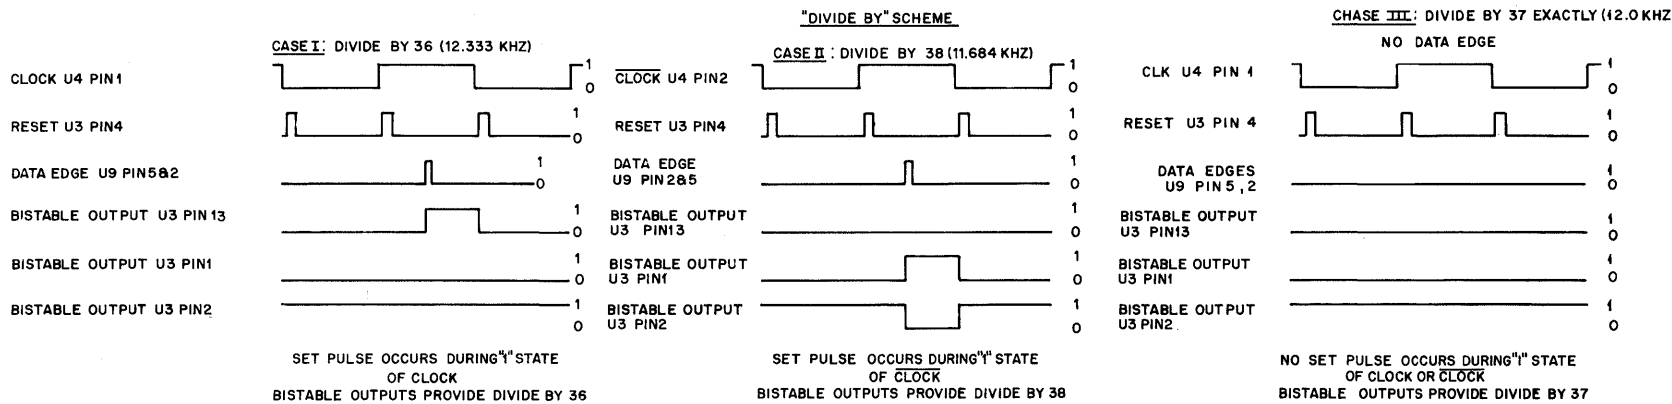 "DIVIDE BY" SCHEME
CASE I: DIVIDE BY 36 (12.333 KHZ)
CLOCK U4 PIN1
1
0
RESET U3 PIN4
1
0
DATA EDGE U9 PIN5&2
1
0
BISTABLE OUTPUT U3 PIN13
1
0
BISTABLE OUTPUT U3 PIN1
1
0
BISTABLE OUTPUT U3 PIN2
1
0
SET PULSE OCCURS DURING "1" STATE
OF CLOCK
BISTABLE OUTPUTS PROVIDE DIVIDE BY 36
CASE II: DIVIDE BY 38 (11.684 KHZ)
CLOCK U4 PIN2
1
0
RESET U3 PIN4
1
0
DATA EDGE
U9 PIN2&5
1
0
BISTABLE OUTPUT
U3 PIN13
1
0
BISTABLE OUTPUT
U3 PIN1
1
0
BISTABLE OUTPUT
U3 PIN2
1
0
SET PULSE OCCURS DURING "1" STATE
OF CLOCK
BISTABLE OUTPUTS PROVIDE DIVIDE BY 38
CHASE III: DIVIDE BY 37 EXACTLY (12.0 KHZ
NO DATA EDGE
CLK U4 PIN 1
1
0
RESET U3 PIN 4
1
0
DATA EDGES
U9 PIN 5,2
1
0
BISTABLE OUTPUT
U3 PIN13
1
0
BISTABLE OUTPUT
U3 PIN1
1
0
BISTABLE OUTPUT
U3 PIN2
1
0
NO SET PULSE OCCURS DURING "1" STATE
OF CLOCK OR CLOCK
BISTABLE OUTPUTS PROVIDE DIVIDE BY 37